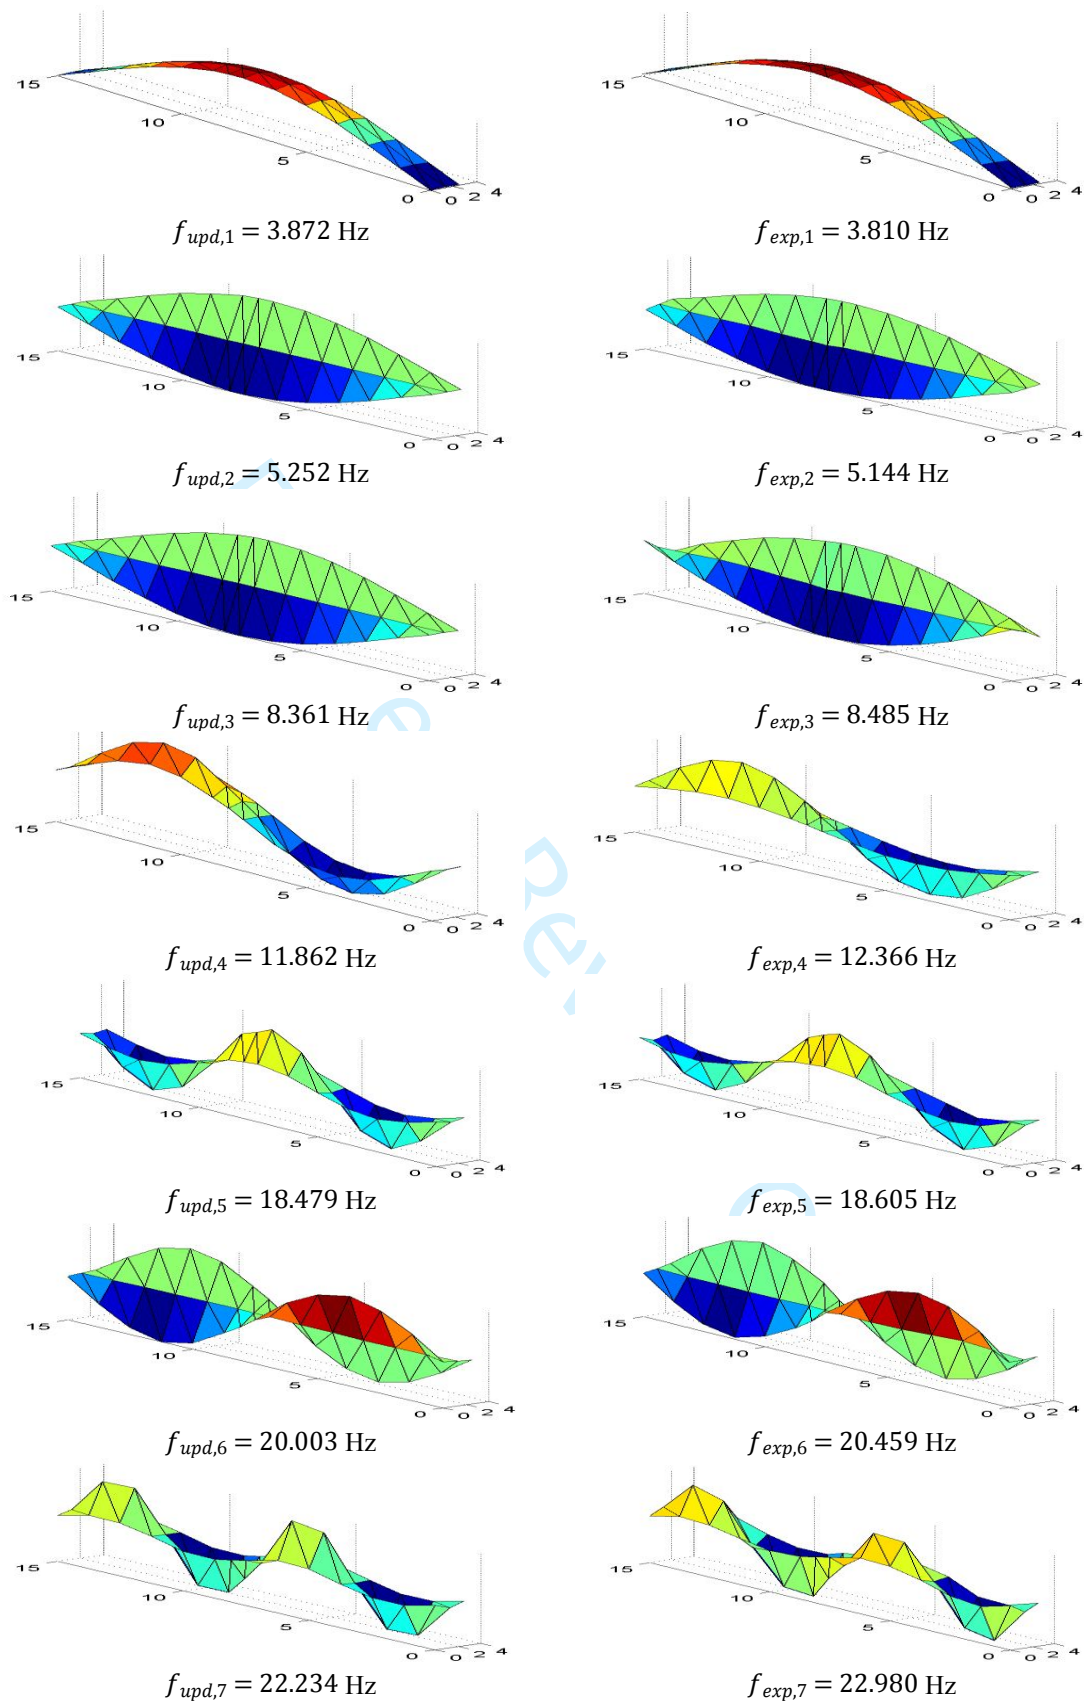 15 10 5 0 0 2 4 15 10 5 0 0 2 4
f_upd,1 = 3.872 Hz f_exp,1 = 3.810 Hz
15 10 5 0 0 2 4 15 10 5 0 0 2 4
f_upd,2 = 5.252 Hz f_exp,2 = 5.144 Hz
15 10 5 0 0 2 4 15 10 5 0 0 2 4
f_upd,3 = 8.361 Hz f_exp,3 = 8.485 Hz
15 10 5 0 0 2 4 15 10 5 0 0 2 4
f_upd,4 = 11.862 Hz f_exp,4 = 12.366 Hz
15 10 5 0 0 2 4 15 10 5 0 0 2 4
f_upd,5 = 18.479 Hz f_exp,5 = 18.605 Hz
15 10 5 0 0 2 4 15 10 5 0 0 2 4
f_upd,6 = 20.003 Hz f_exp,6 = 20.459 Hz
15 10 5 0 0 2 4 15 10 5 0 0 2 4
f_upd,7 = 22.234 Hz f_exp,7 = 22.980 Hz